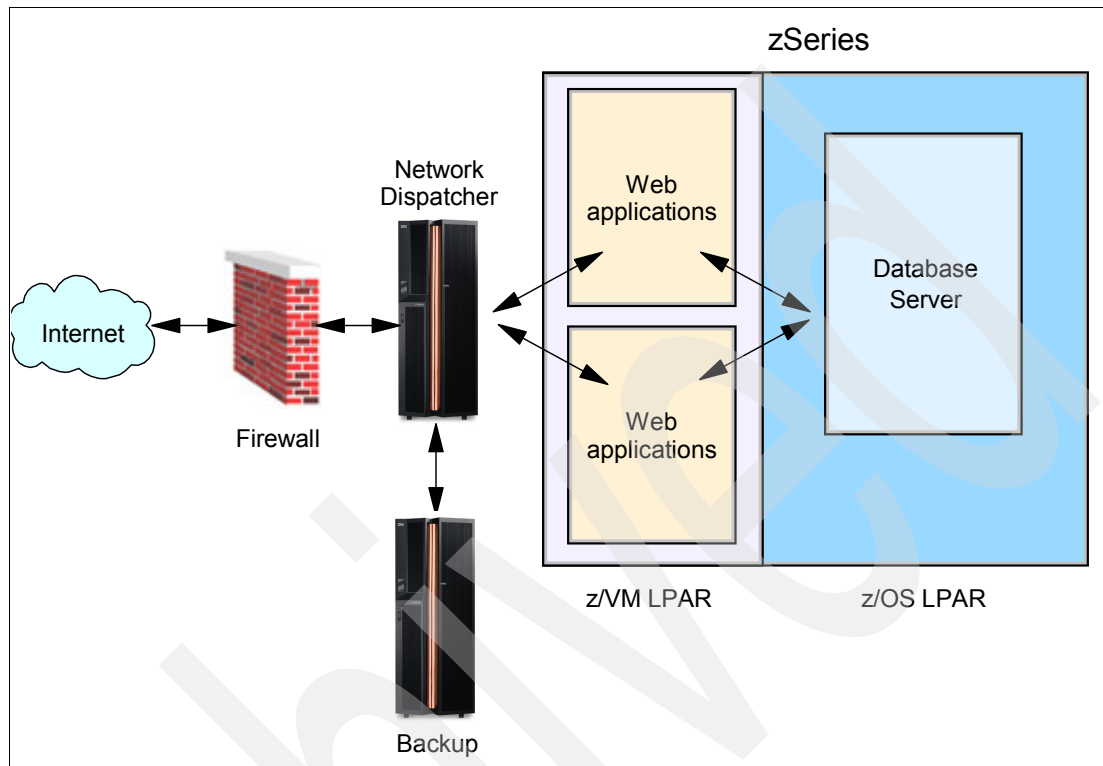 zSeries
Network
Dispatcher
Web
applications
Database
Server
Internet
Firewall
Web
applications
z/VM LPAR
z/OS LPAR
Backup